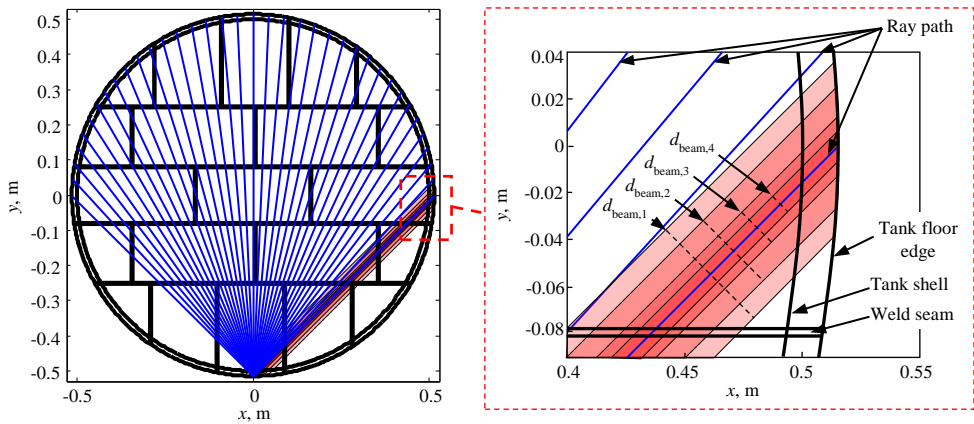 0.5
0.4
0.3
0.2
0.1
0
-0.1
-0.2
-0.3
-0.4
-0.5
y, m
-0.5
0
0.5
x, m
Ray path
0.04
0.02
0
-0.02
-0.04
-0.06
-0.08
y, m
d_beam,4
d_beam,3
d_beam,2
d_beam,1
Tank floor
edge
Tank shell
Weld seam
0.4
0.45
0.5
0.55
x, m